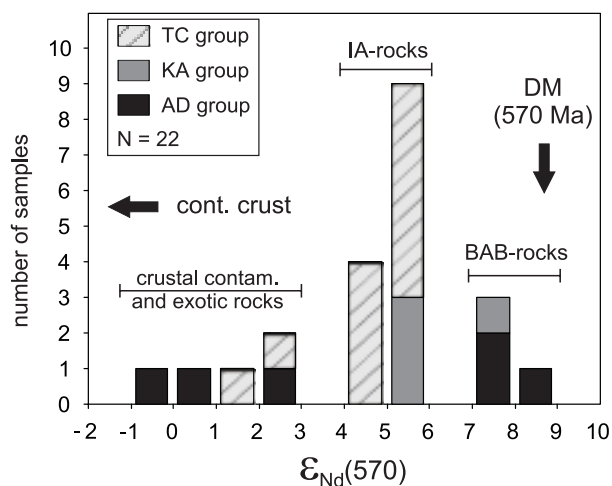 TC group
KA group
AD group
N = 22
IA-rocks
DM
(570 Ma)
cont. crust
BAB-rocks
crustal contam.
and exotic rocks
number of samples
10
9
8
7
6
5
4
3
2
1
0
-2 -1 0 1 2 3 4 5 6 7 8 9 10
εNd(570)